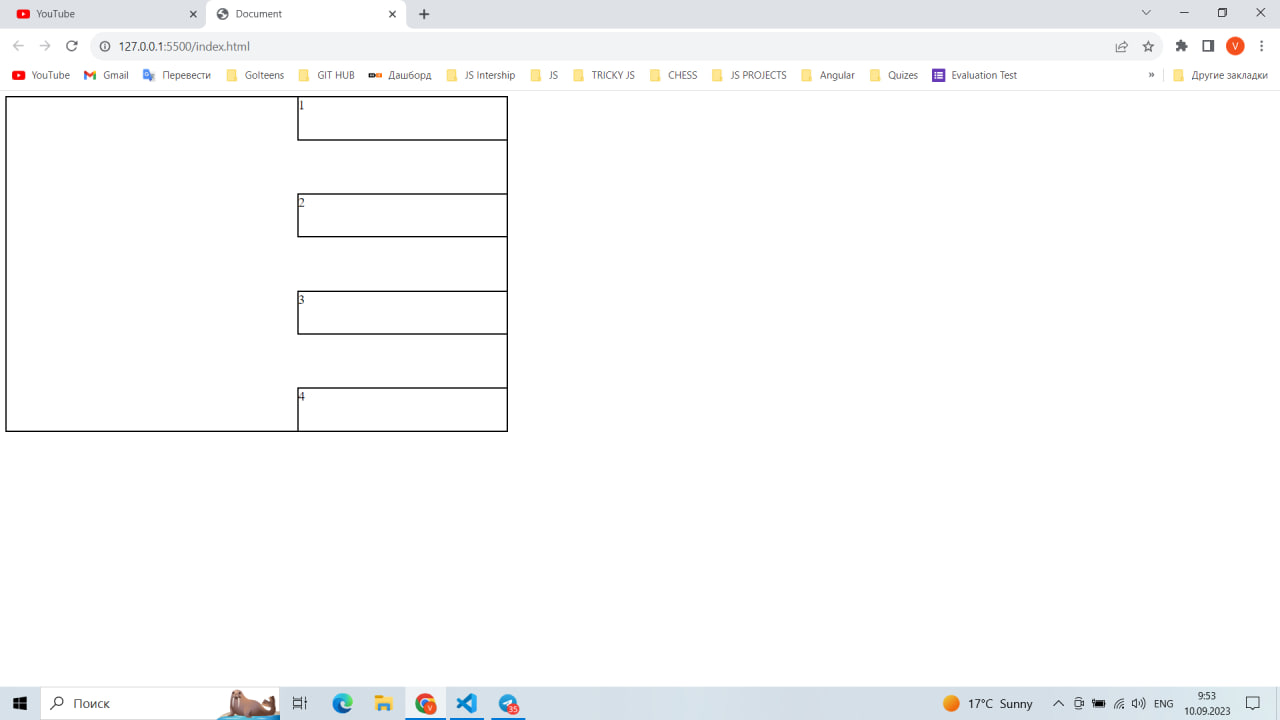 YouTube
Document
127.0.0.1:5500/index.html
V
YouTube
Gmail
Перевести
Golteens
GIT HUB
Дашборд
JS Intership
JS
TRICKY JS
CHESS
JS PROJECTS
Angular
Quizes
Evaluation Test
»
Другие закладки
1
2
3
4
Поиск
V
35
17°C Sunny
ENG
9:53
10.09.2023